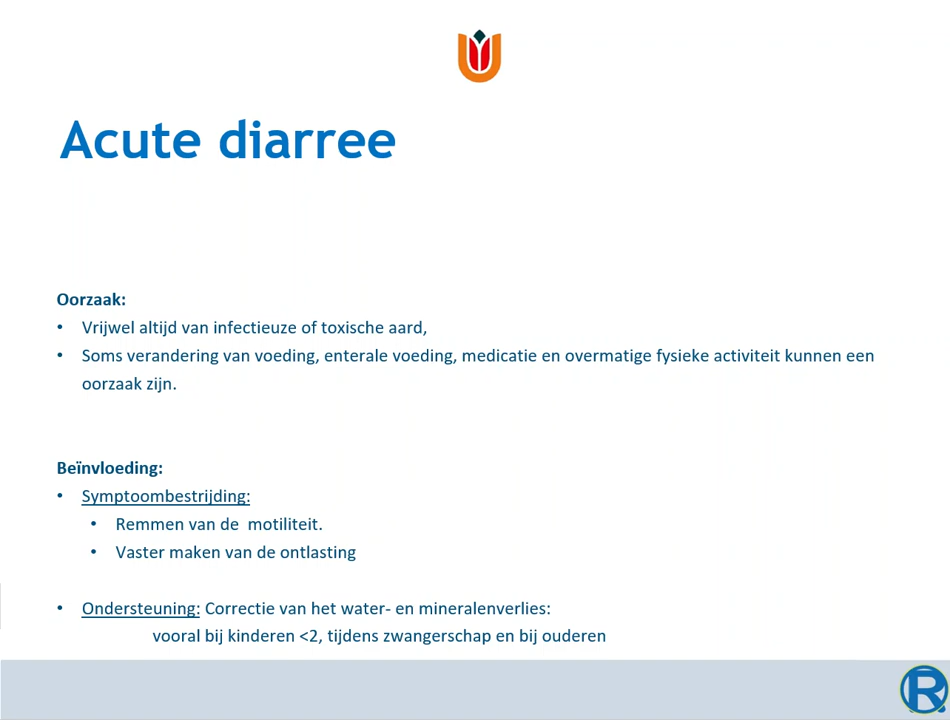 Acute diarree
Oorzaak:
• Vrijwel altijd van infectieuze of toxische aard,
• Soms verandering van voeding, enterale voeding, medicatie en overmatige fysieke activiteit kunnen een
oorzaak zijn.
Beïnvloeding:
• Symptoombestrijding:
• Remmen van de  motiliteit.
• Vaster maken van de ontlasting
• Ondersteuning: Correctie van het water- en mineralenverlies:
vooral bij kinderen <2, tijdens zwangerschap en bij ouderen
R